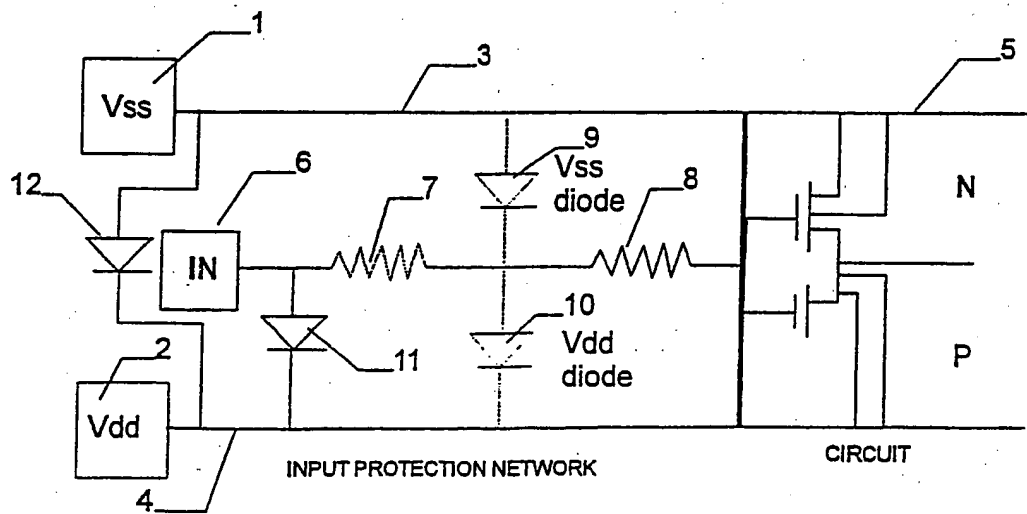 1
3
5
Vss
12
6
7
9
Vss
diode
8
N
IN
2
11
10
Vdd
diode
P
Vdd
4
INPUT PROTECTION NETWORK
CIRCUIT